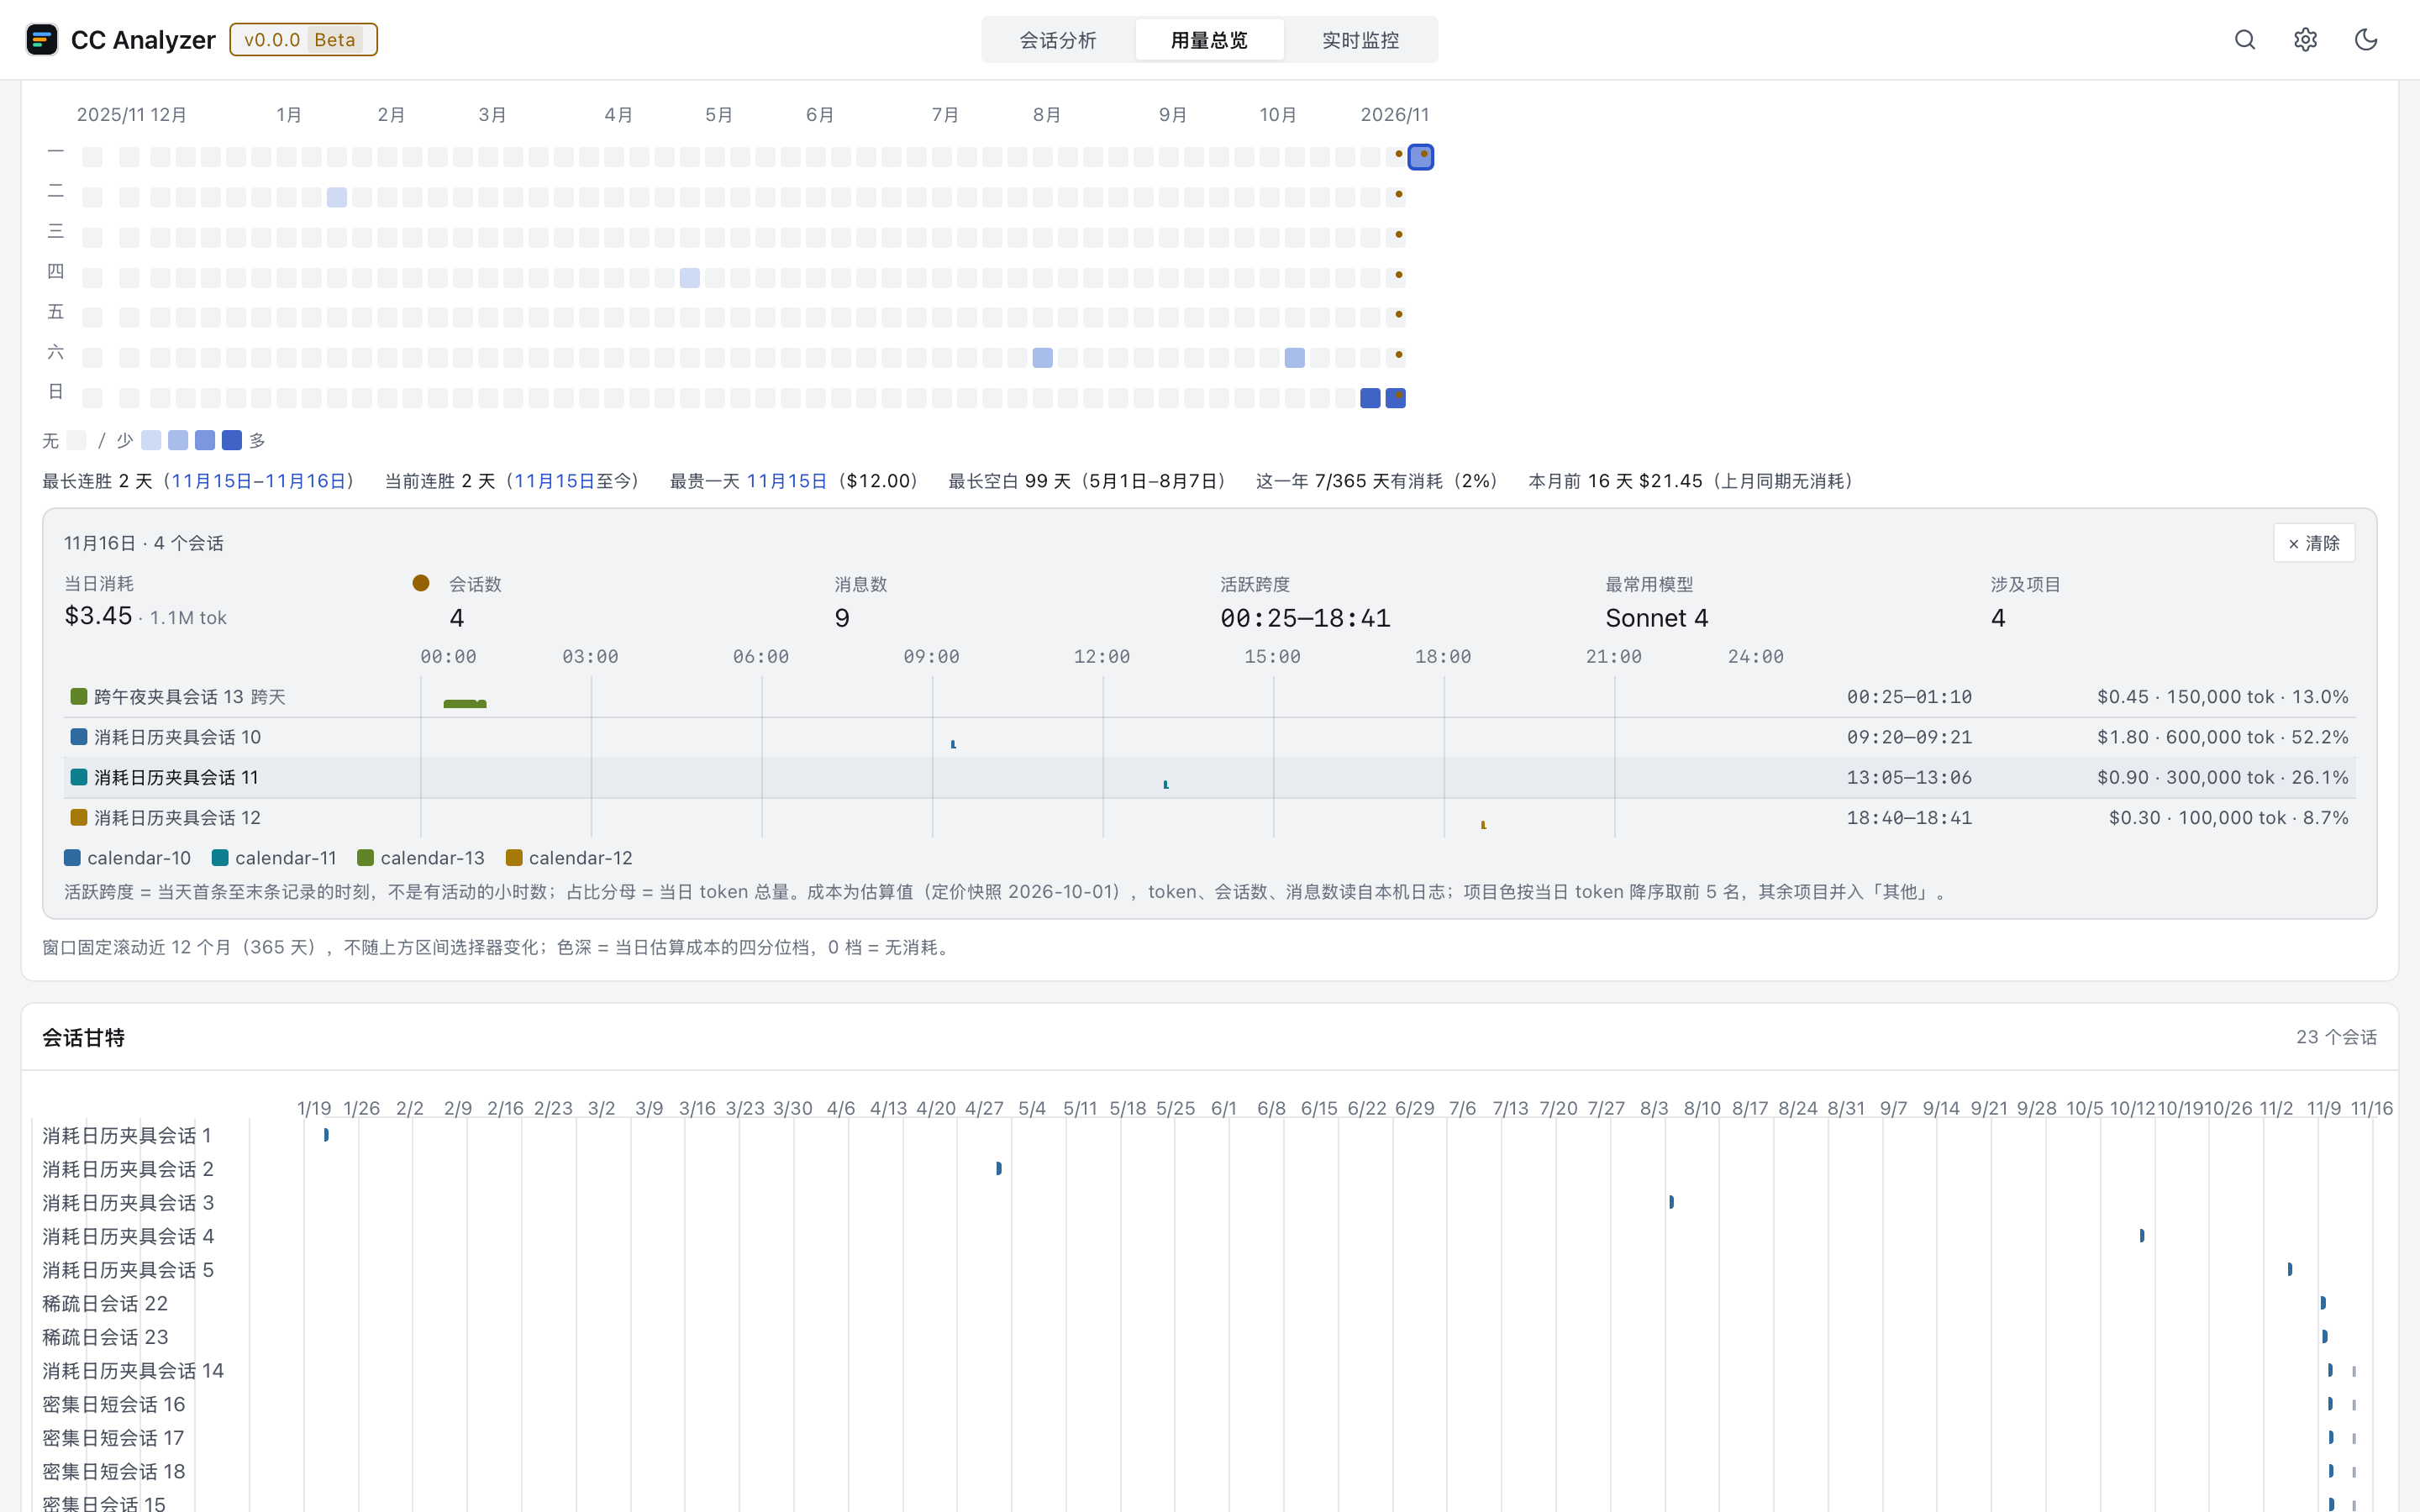 CC Analyzer v0.0.0 Beta 会话分析 用量总览 实时监控
2025/11 12月 1月 2月 3月 4月 5月 6月 7月 8月 9月 10月 2026/11
一
二
三
四
五
六
日
无 / 少 多
最长连胜 2 天（11月15日–11月16日） 当前连胜 2 天（11月15日至今） 最贵一天 11月15日（$12.00） 最长空白 99 天（5月1日–8月7日） 这一年 7/365 天有消耗（2%） 本月前 16 天 $21.45（上月同期无消耗）
11月16日 · 4 个会话 × 清除
当日消耗 会话数 消息数 活跃跨度 最常用模型 涉及项目
$3.45 · 1.1M tok 4 9 00:25—18:41 Sonnet 4 4
00:00 03:00 06:00 09:00 12:00 15:00 18:00 21:00 24:00
跨午夜夹具会话 13 跨天 00:25—01:10 $0.45 · 150,000 tok · 13.0%
消耗日历夹具会话 10 09:20—09:21 $1.80 · 600,000 tok · 52.2%
消耗日历夹具会话 11 13:05—13:06 $0.90 · 300,000 tok · 26.1%
消耗日历夹具会话 12 18:40—18:41 $0.30 · 100,000 tok · 8.7%
calendar-10 calendar-11 calendar-13 calendar-12
活跃跨度 = 当天首条至末条记录的时刻，不是有活动的小时数；占比分母 = 当日 token 总量。成本为估算值（定价快照 2026-10-01），token、会话数、消息数读自本机日志；项目色按当日 token 降序取前 5 名，其余项目并入「其他」。
窗口固定滚动近 12 个月（365 天），不随上方区间选择器变化；色深 = 当日估算成本的四分位档，0 档 = 无消耗。
会话甘特 23 个会话
1/19 1/26 2/2 2/9 2/16 2/23 3/2 3/9 3/16 3/23 3/30 4/6 4/13 4/20 4/27 5/4 5/11 5/18 5/25 6/1 6/8 6/15 6/22 6/29 7/6 7/13 7/20 7/27 8/3 8/10 8/17 8/24 8/31 9/7 9/14 9/21 9/28 10/5 10/12 10/19 10/26 11/2 11/9 11/16
消耗日历夹具会话 1
消耗日历夹具会话 2
消耗日历夹具会话 3
消耗日历夹具会话 4
消耗日历夹具会话 5
稀疏日会话 22
稀疏日会话 23
消耗日历夹具会话 14
密集日短会话 16
密集日短会话 17
密集日短会话 18
密集日会话 15